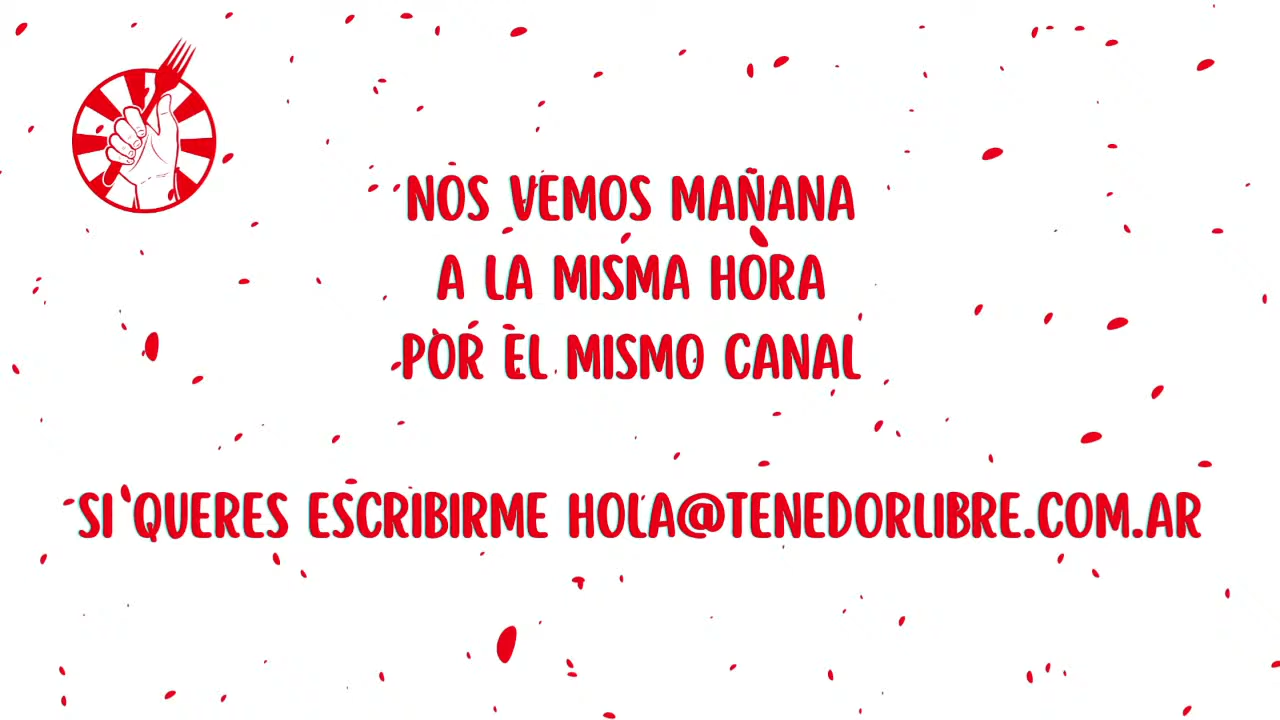 NOS VEMOS MAÑANA
A LA MISMA HORA
POR EL MISMO CANAL
SI QUERES ESCRIBIRME HOLA@TENEDORLIBRE.COM.AR